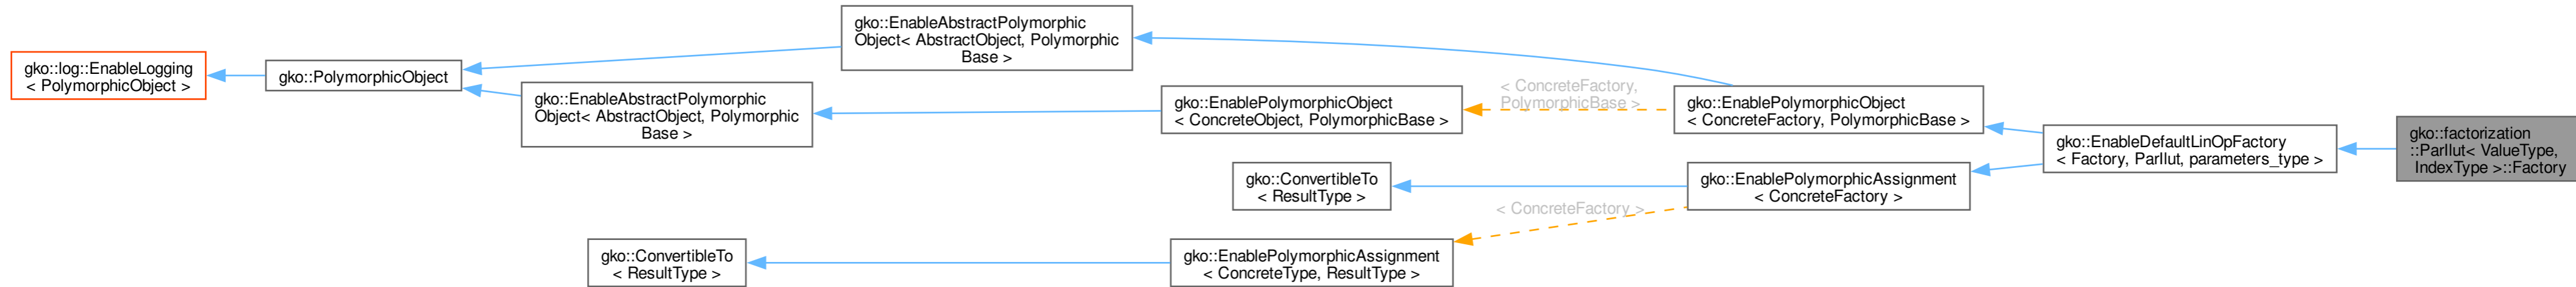 gko::log::EnableLogging
< PolymorphicObject >
gko::PolymorphicObject
gko::EnableAbstractPolymorphic
Object< AbstractObject, Polymorphic
Base >
gko::EnableAbstractPolymorphic
Object< AbstractObject, Polymorphic
Base >
gko::EnablePolymorphicObject
< ConcreteObject, PolymorphicBase >
< ConcreteFactory,
PolymorphicBase >
gko::EnablePolymorphicObject
< ConcreteFactory, PolymorphicBase >
gko::ConvertibleTo
< ResultType >
gko::EnablePolymorphicAssignment
< ConcreteFactory >
< ConcreteFactory >
gko::ConvertibleTo
< ResultType >
gko::EnablePolymorphicAssignment
< ConcreteType, ResultType >
gko::EnableDefaultLinOpFactory
< Factory, ParIlut, parameters_type >
gko::factorization
::ParIlut< ValueType,
IndexType >::Factory